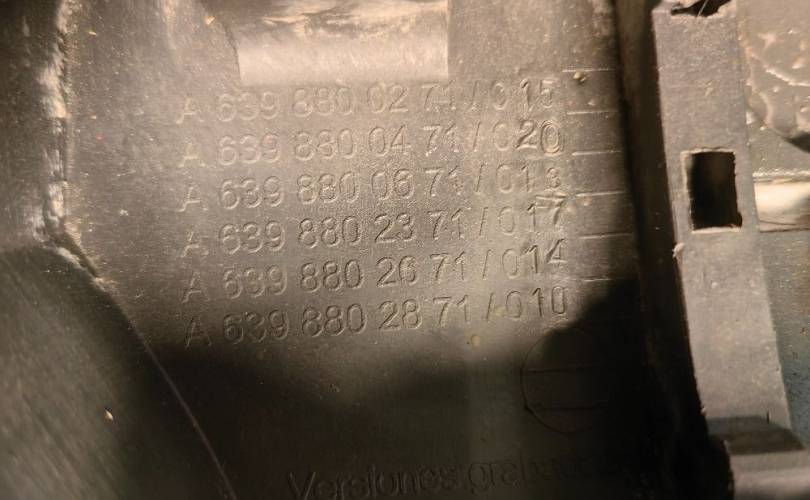 A 639 880 02 71 / 015
A 639 880 04 71 / 020
A 639 880 06 71 / 018
A 639 880 23 71 / 017
A 639 880 26 71 / 014
A 639 880 28 71 / 010